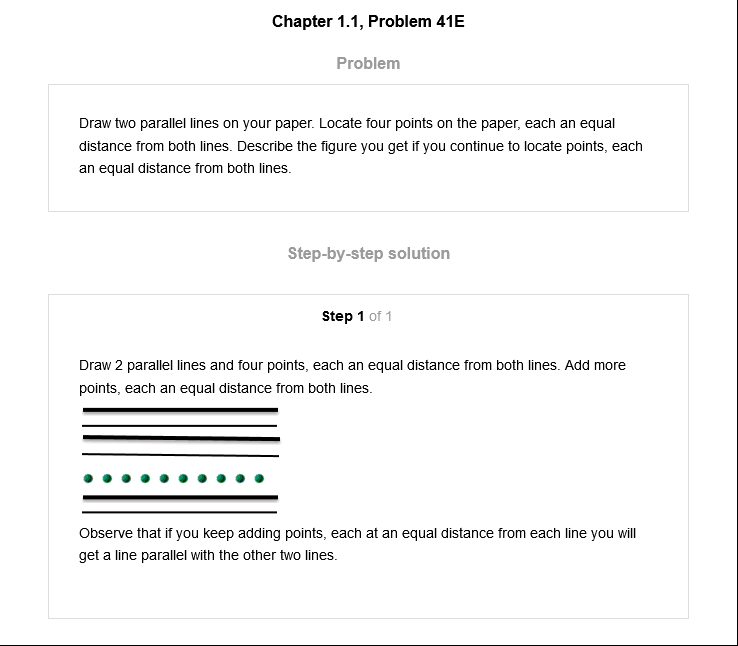 Chapter 1.1, Problem 41E
Problem
Draw two parallel lines on your paper. Locate four points on the paper, each an equal
distance from both lines. Describe the figure you get if you continue to locate points, each
an equal distance from both lines.
Step-by-step solution
Step 1 of 1
Draw 2 parallel lines and four points, each an equal distance from both lines. Add more
points, each an equal distance from both lines.
Observe that if you keep adding points, each at an equal distance from each line you will
get a line parallel with the other two lines.